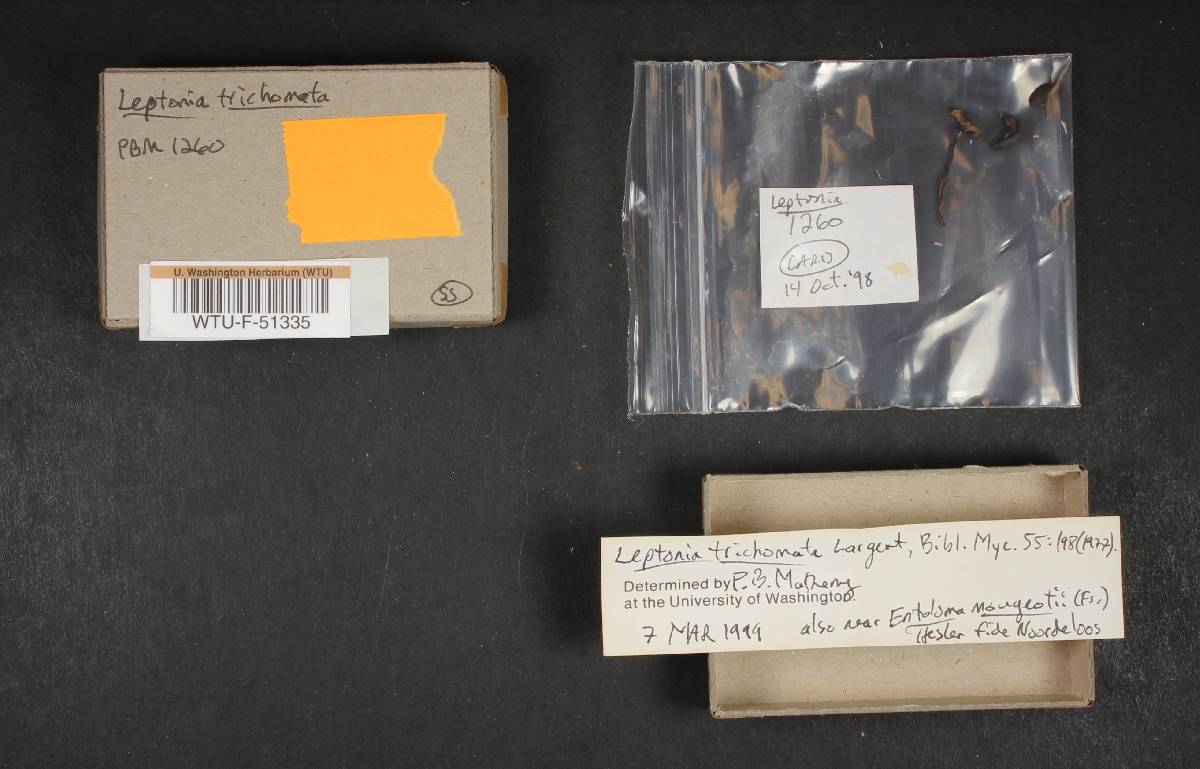 Leptonia trichomata
PBM 1260
U. Washington Herbarium (WTU)
WTU-F-51335
SS
Leptonia
1260
CARO
14 Oct. '98
Leptonia trichomata Largent, Bibl. Myc. 55:198(1977).
Determined by P.B. Matheny
at the University of Washington.
7 MAR 1999
also near Entoloma mougeotii (Fr.)
Hesler fide Noordeloos